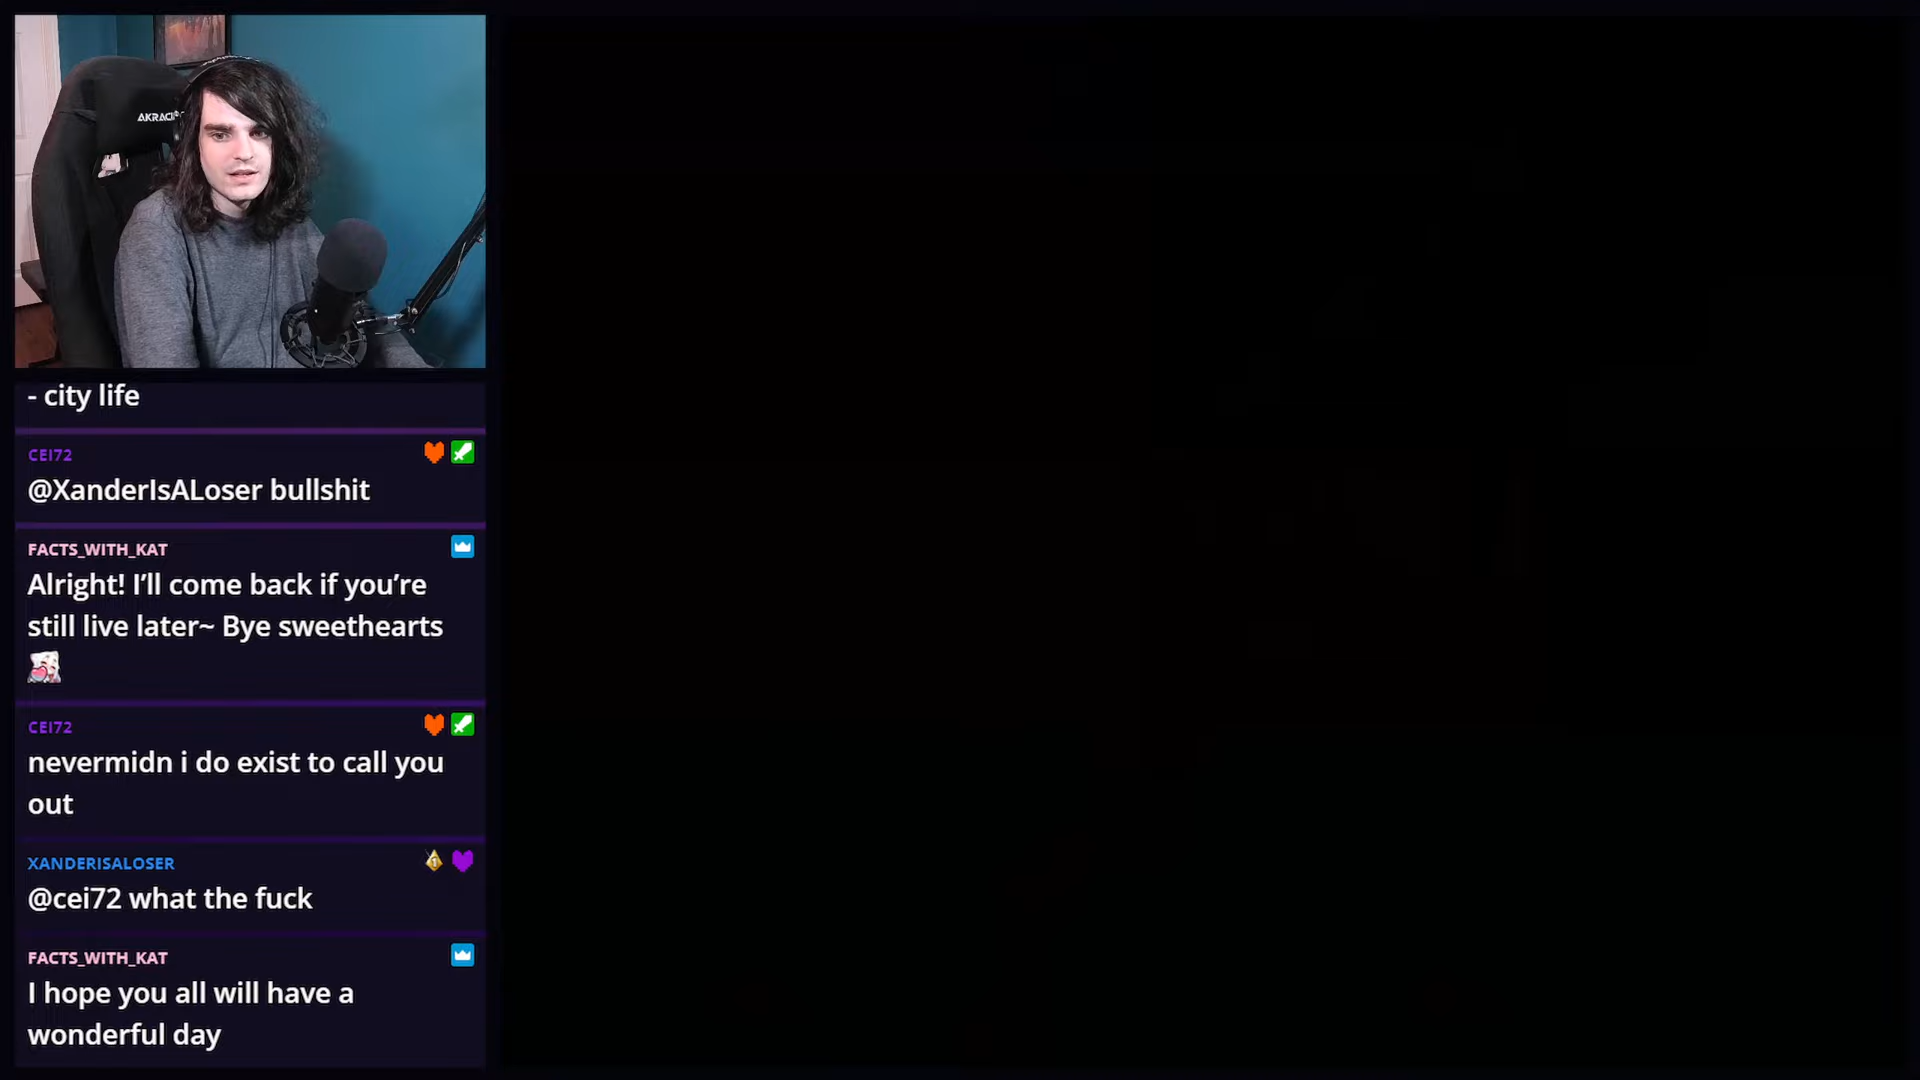 AKRACI
- city life
CEI72
@XanderIsALoser bullshit
FACTS_WITH_KAT
Alright! I’ll come back if you’re
still live later~ Bye sweethearts
CEI72
nevermidn i do exist to call you
out
XANDERISALOSER
@cei72 what the fuck
FACTS_WITH_KAT
I hope you all will have a
wonderful day